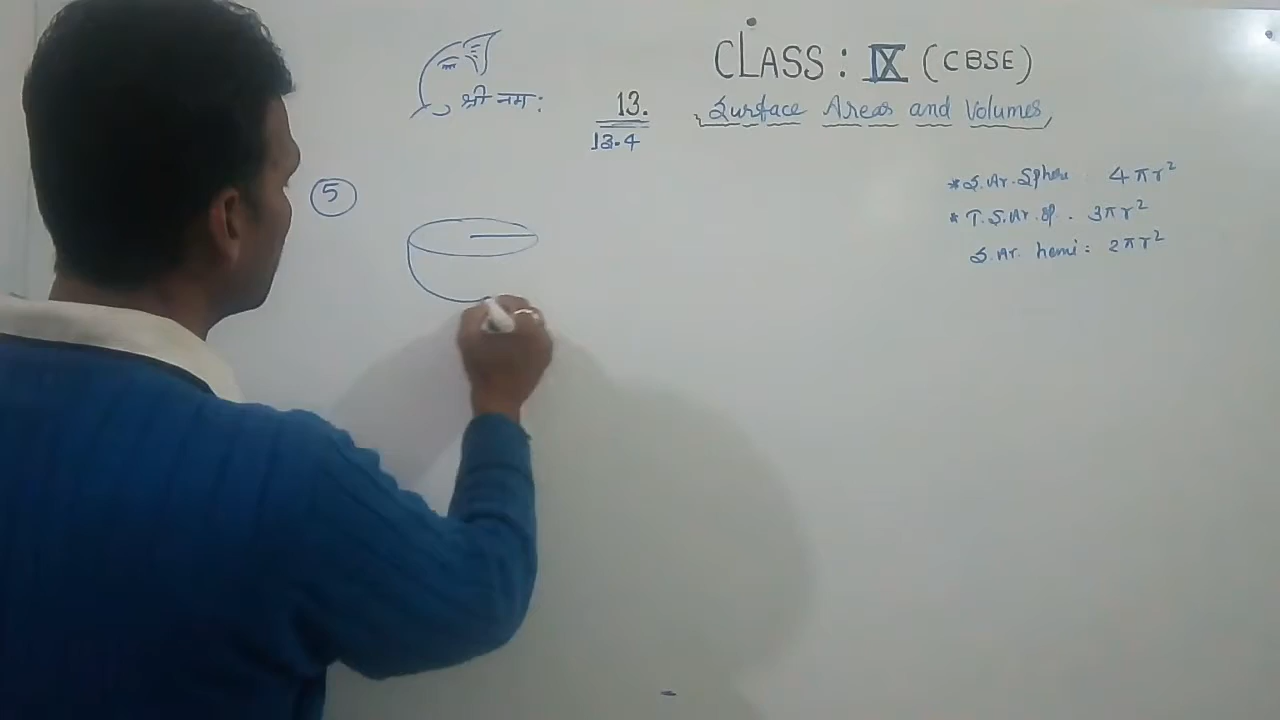 CLASS : IX (CBSE)
श्री नमः
13. Surface Areas and Volumes
13.4
5
* S.Ar. Sphere 4πr²
* T.S.Ar. . 3πr²
S.Ar. hemi: 2πr²